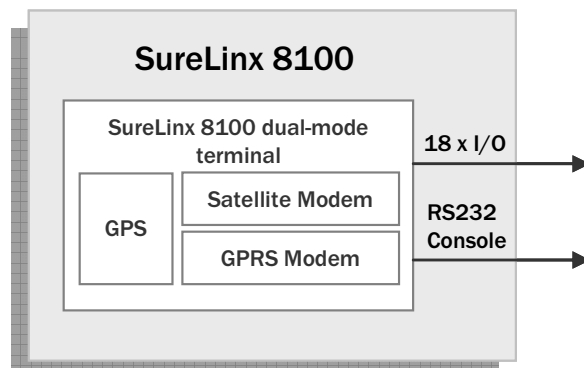 SureLinx 8100
SureLinx 8100 dual-mode
terminal
GPS
Satellite Modem
GPRS Modem
18 x I/O
RS232
Console